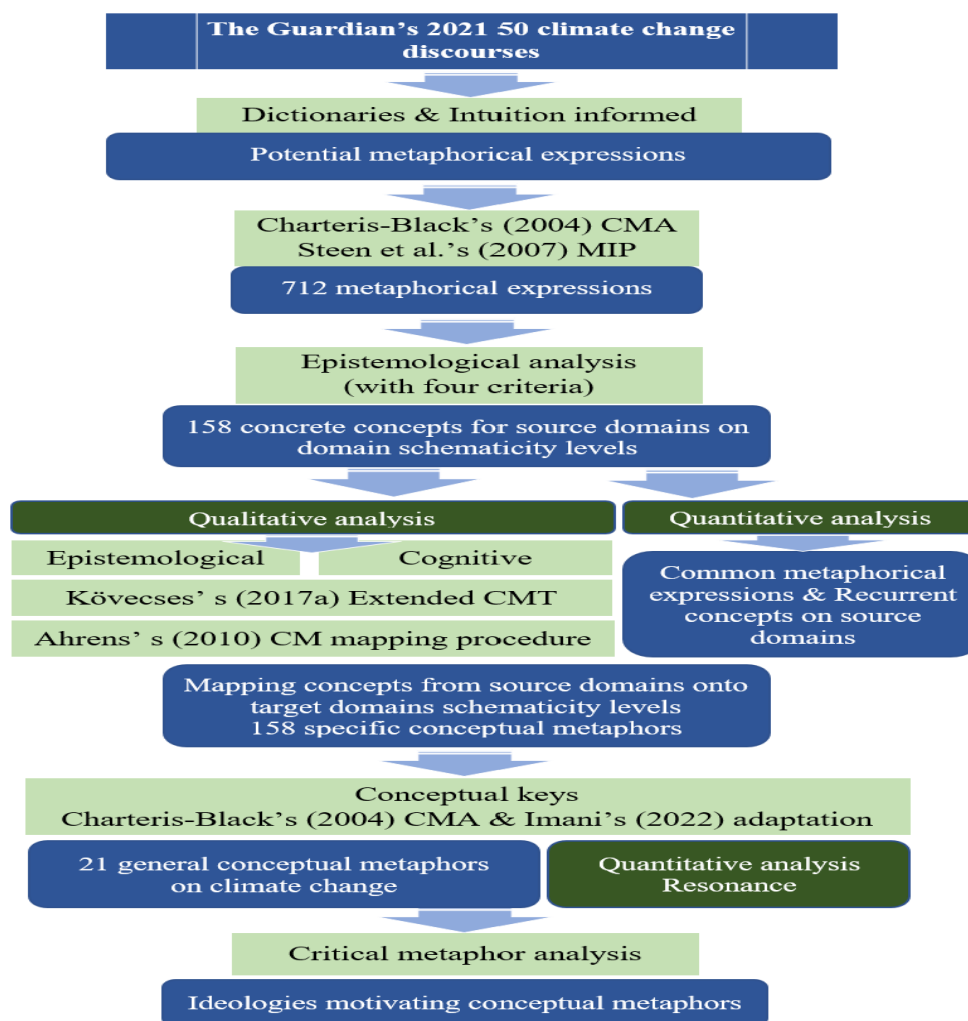 The Guardian's 2021 50 climate change
discourses
Dictionaries & Intuition informed
Potential metaphorical expressions
Charteris-Black's (2004) CMA
Steen et al.'s (2007) MIP
712 metaphorical expressions
Epistemological analysis
(with four criteria)
158 concrete concepts for source domains on
domain schematicity levels
Qualitative analysis
Quantitative analysis
Epistemological
Cognitive
Kövecses' s (2017a) Extended CMT
Ahrens' s (2010) CM mapping procedure
Common metaphorical
expressions & Recurrent
concepts on source
domains
Mapping concepts from source domains onto
target domains schematicity levels
158 specific conceptual metaphors
Conceptual keys
Charteris-Black's (2004) CMA & Imani's (2022) adaptation
21 general conceptual metaphors
on climate change
Quantitative analysis
Resonance
Critical metaphor analysis
Ideologies motivating conceptual metaphors